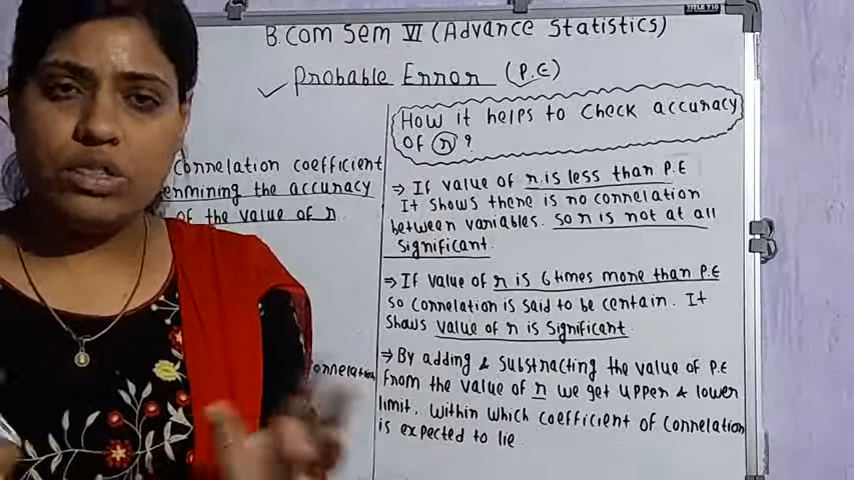 B.Com Sem VI (Advance Statistics)
Probable Error (P.E)
How it helps to Check accuracy
of r ?
Correlation coefficient
ermining the accuracy
of the value of r
⇒ If value of r is less than P.E
It shows there is no correlation
between variables. so r is not at all
significant.
⇒ If value of r is 6 times more than P.E
so correlation is said to be certain. It
shows value of r is significant.
⇒ By adding & substracting the value of P.E
from the value of r we get upper & lower
limit. within which coefficient of correlation
is expected to lie.
orrelation